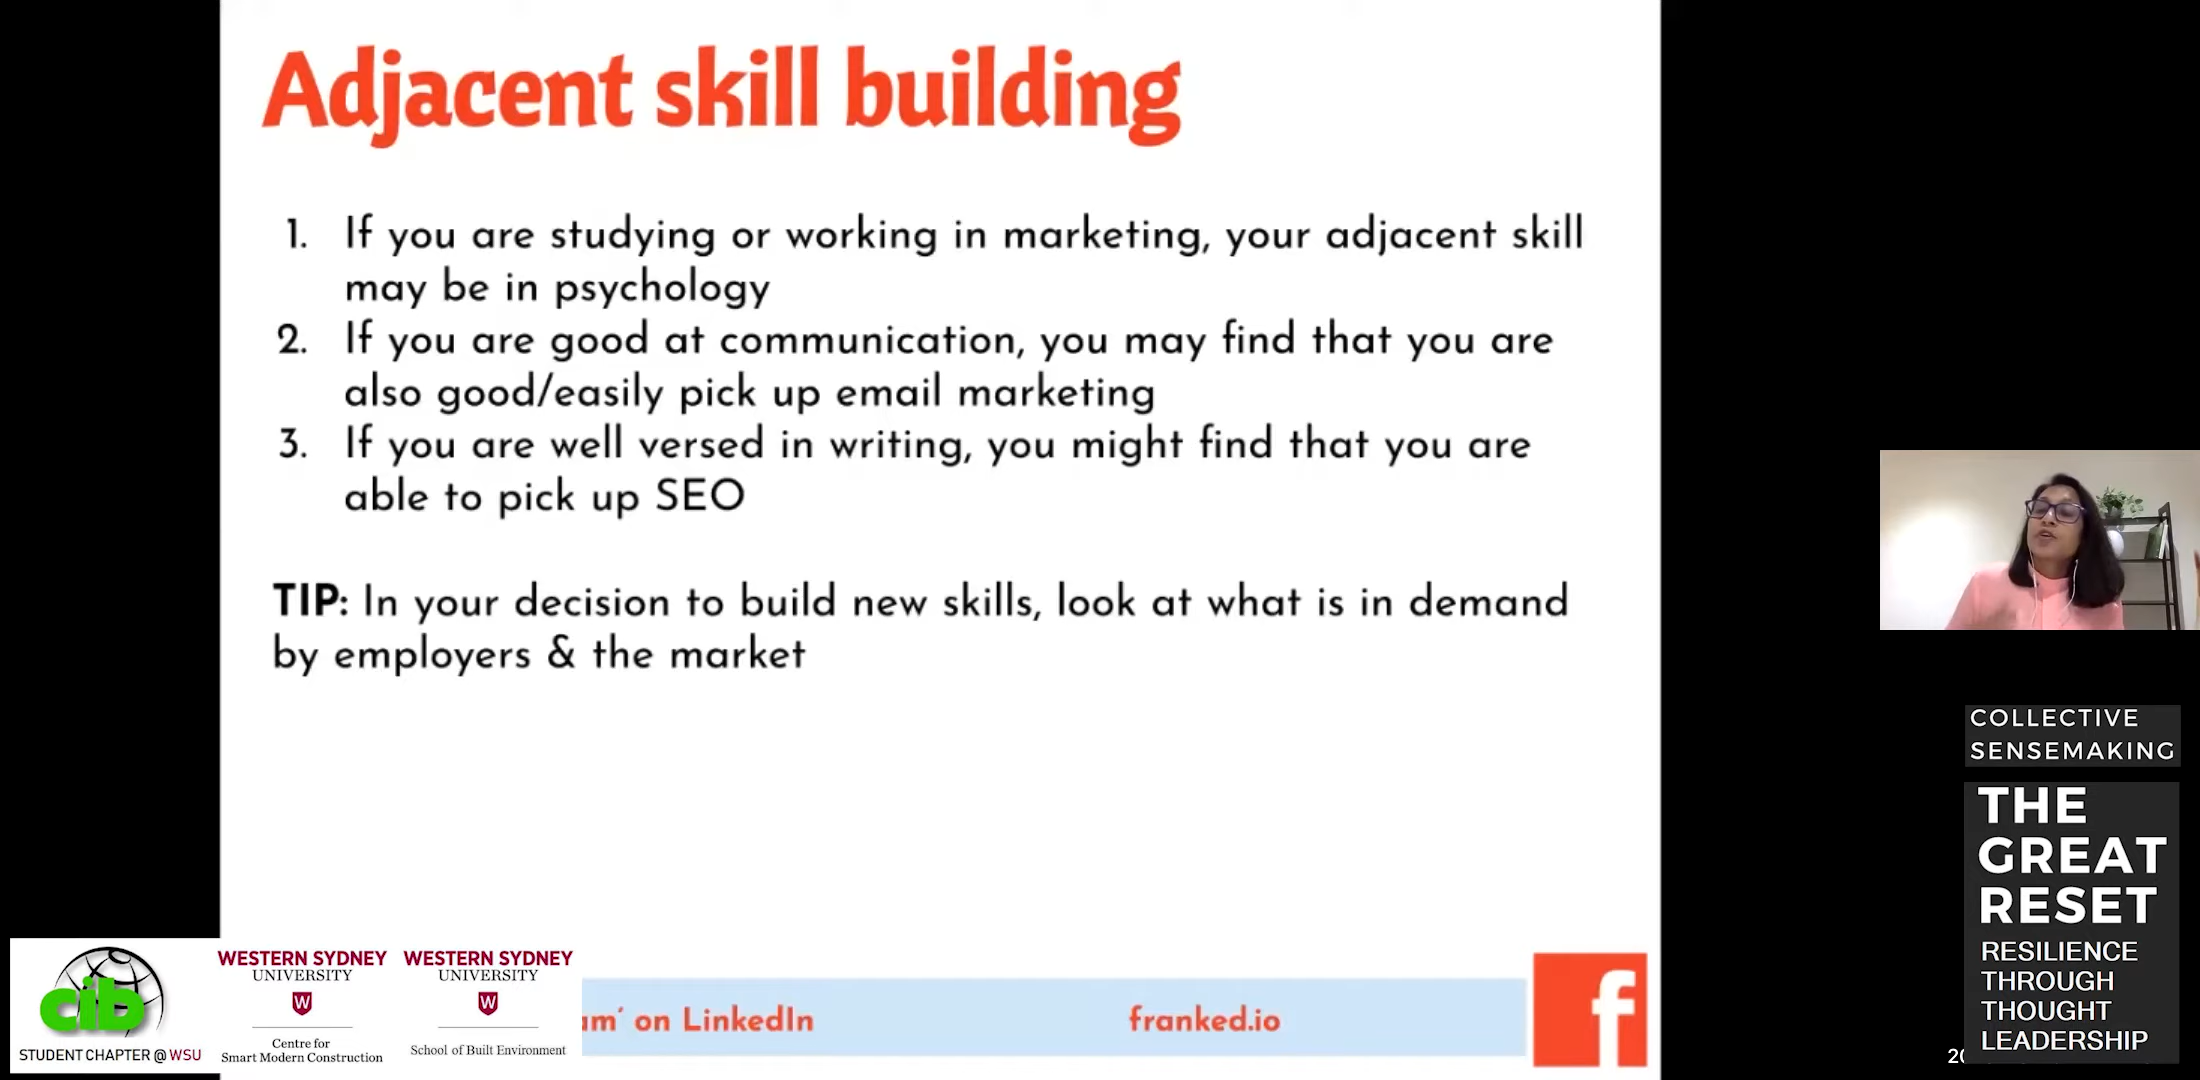 Adjacent skill building
1. If you are studying or working in marketing, your adjacent skill
may be in psychology
2. If you are good at communication, you may find that you are
also good/easily pick up email marketing
3. If you are well versed in writing, you might find that you are
able to pick up SEO
TIP: In your decision to build new skills, look at what is in demand
by employers & the market
COLLECTIVE
SENSEMAKING
THE
GREAT
RESET
RESILIENCE
THROUGH
THOUGHT
LEADERSHIP
cib
STUDENT CHAPTER @ WSU
WESTERN SYDNEY
UNIVERSITY
W
Centre for
Smart Modern Construction
WESTERN SYDNEY
UNIVERSITY
W
School of Built Environment
on LinkedIn
franked.io
f